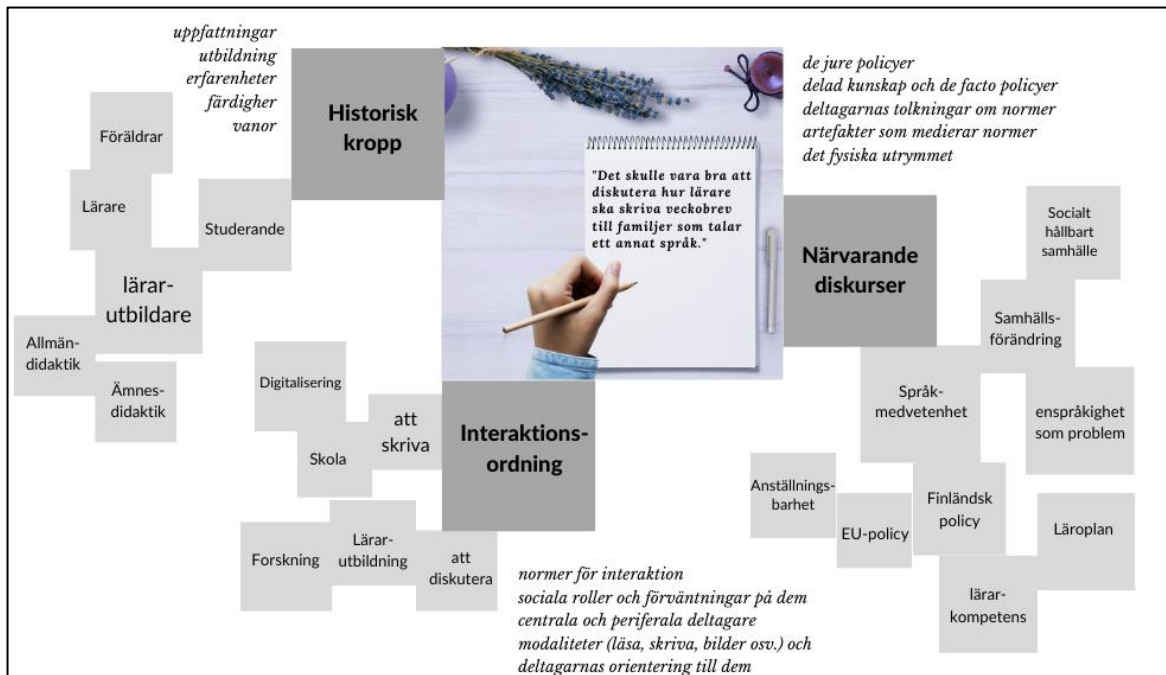 uppfattningar
utbildning
erfarenheter
färdigher
vanor
Historisk
kropp
Föräldrar
Lärare
Studerande
lärar-
utbildare
Allmän-
didaktik
Ämnes-
didaktik
"Det skulle vara bra att
diskutera hur lärare
ska skriva veckobrev
till familjer som talar
ett annat språk."
de jure policyer
delad kunskap och de facto policyer
deltagarnas tolkningar om normer
artefakter som medierar normer
det fysiska utrymmet
Närvarande
diskurser
Socialt
hållbart
samhälle
Samhälls-
förändring
Språk-
medvetenhet
enspråkighet
som problem
Anställnings-
barhet
EU-policy
Finländsk
policy
Läroplan
lärar-
kompetens
Digitalisering
Skola
att
skriva
Interaktions-
ordning
Forskning
Lärar-
utbildning
att
diskutera
normer för interaktion
sociala roller och förväntningar på dem
centrala och periferala deltagare
modaliteter (läsa, skriva, bilder osv.) och
deltagarnas orientering till dem